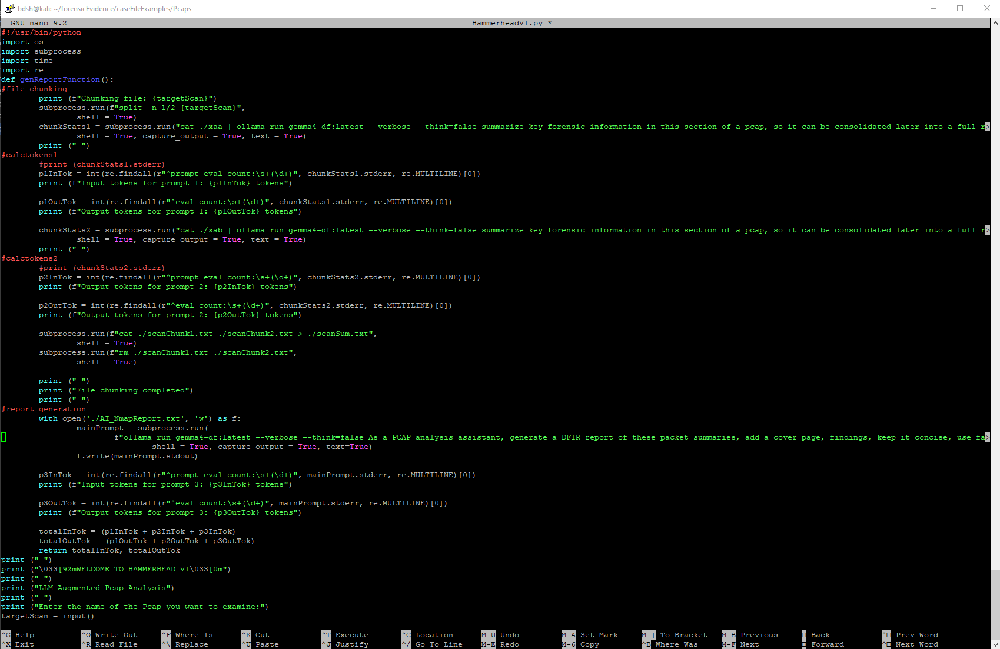 bdsh@kali: ~/forensicEvidence/caseFileExamples/Pcaps
GNU nano 9.2 HammerheadV1.py *
#!/usr/bin/python
import os
import subprocess
import time
import re
def genReportFunction():
#file chunking
        print (f"Chunking file: {targetScan}")
        subprocess.run(f"split -n l/2 {targetScan}",
                shell = True)
        chunkStats1 = subprocess.run("cat ./xaa | ollama run gemma4-df:latest --verbose --think=false summarize key forensic information in this section of a pcap, so it can be consolidated later into a full r>
                shell = True, capture_output = True, text = True)
        print (" ")
#calctokens1
        #print (chunkStats1.stderr)
        p1InTok = int(re.findall(r"^prompt eval count:\s+(\d+)", chunkStats1.stderr, re.MULTILINE)[0])
        print (f"Input tokens for prompt 1: {p1InTok} tokens")

        p1OutTok = int(re.findall(r"^eval count:\s+(\d+)", chunkStats1.stderr, re.MULTILINE)[0])
        print (f"Output tokens for prompt 1: {p1OutTok} tokens")

        chunkStats2 = subprocess.run("cat ./xab | ollama run gemma4-df:latest --verbose --think=false summarize key forensic information in this section of a pcap, so it can be consolidated later into a full r>
                shell = True, capture_output = True, text = True)
        print (" ")
#calctokens2
        #print (chunkStats2.stderr)
        p2InTok = int(re.findall(r"^prompt eval count:\s+(\d+)", chunkStats2.stderr, re.MULTILINE)[0])
        print (f"Output tokens for prompt 2: {p2InTok} tokens")

        p2OutTok = int(re.findall(r"^eval count:\s+(\d+)", chunkStats2.stderr, re.MULTILINE)[0])
        print (f"Output tokens for prompt 2: {p2OutTok} tokens")

        subprocess.run(f"cat ./scanChunk1.txt ./scanChunk2.txt > ./scanSum.txt",
                shell = True)
        subprocess.run(f"rm ./scanChunk1.txt ./scanChunk2.txt",
                shell = True)

        print (" ")
        print ("File chunking completed")
        print (" ")
#report generation
        with open('./AI_NmapReport.txt', 'w') as f:
                mainPrompt = subprocess.run(
                        f"ollama run gemma4-df:latest --verbose --think=false As a PCAP analysis assistant, generate a DFIR report of these packet summaries, add a cover page, findings, keep it concise, use fa>
                                shell = True, capture_output = True, text=True)
                f.write(mainPrompt.stdout)

        p3InTok = int(re.findall(r"^prompt eval count:\s+(\d+)", mainPrompt.stderr, re.MULTILINE)[0])
        print (f"Input tokens for prompt 3: {p3InTok} tokens")

        p3OutTok = int(re.findall(r"^eval count:\s+(\d+)", mainPrompt.stderr, re.MULTILINE)[0])
        print (f"Output tokens for prompt 3: {p3OutTok} tokens")

        totalInTok = (p1InTok + p2InTok + p3InTok)
        totalOutTok = (p1OutTok + p2OutTok + p3OutTok)
        return totalInTok, totalOutTok
print (" ")
print ("\033[92mWELCOME TO HAMMERHEAD V1\033[0m")
print (" ")
print ("LLM-Augmented Pcap Analysis")
print (" ")
print ("Enter the name of the Pcap you want to examine:")
targetScan = input()
^G Help ^O Write Out ^F Where Is ^K Cut ^T Execute ^C Location M-U Undo M-A Set Mark M-] To Bracket M-B Previous □ Back ^□ Prev Word
^X Exit ^R Read File ^\ Replace ^U Paste ^J Justify ^/ Go To Line M-E Redo M-6 Copy ^B Where Was M-F Next □ Forward ^□ Next Word